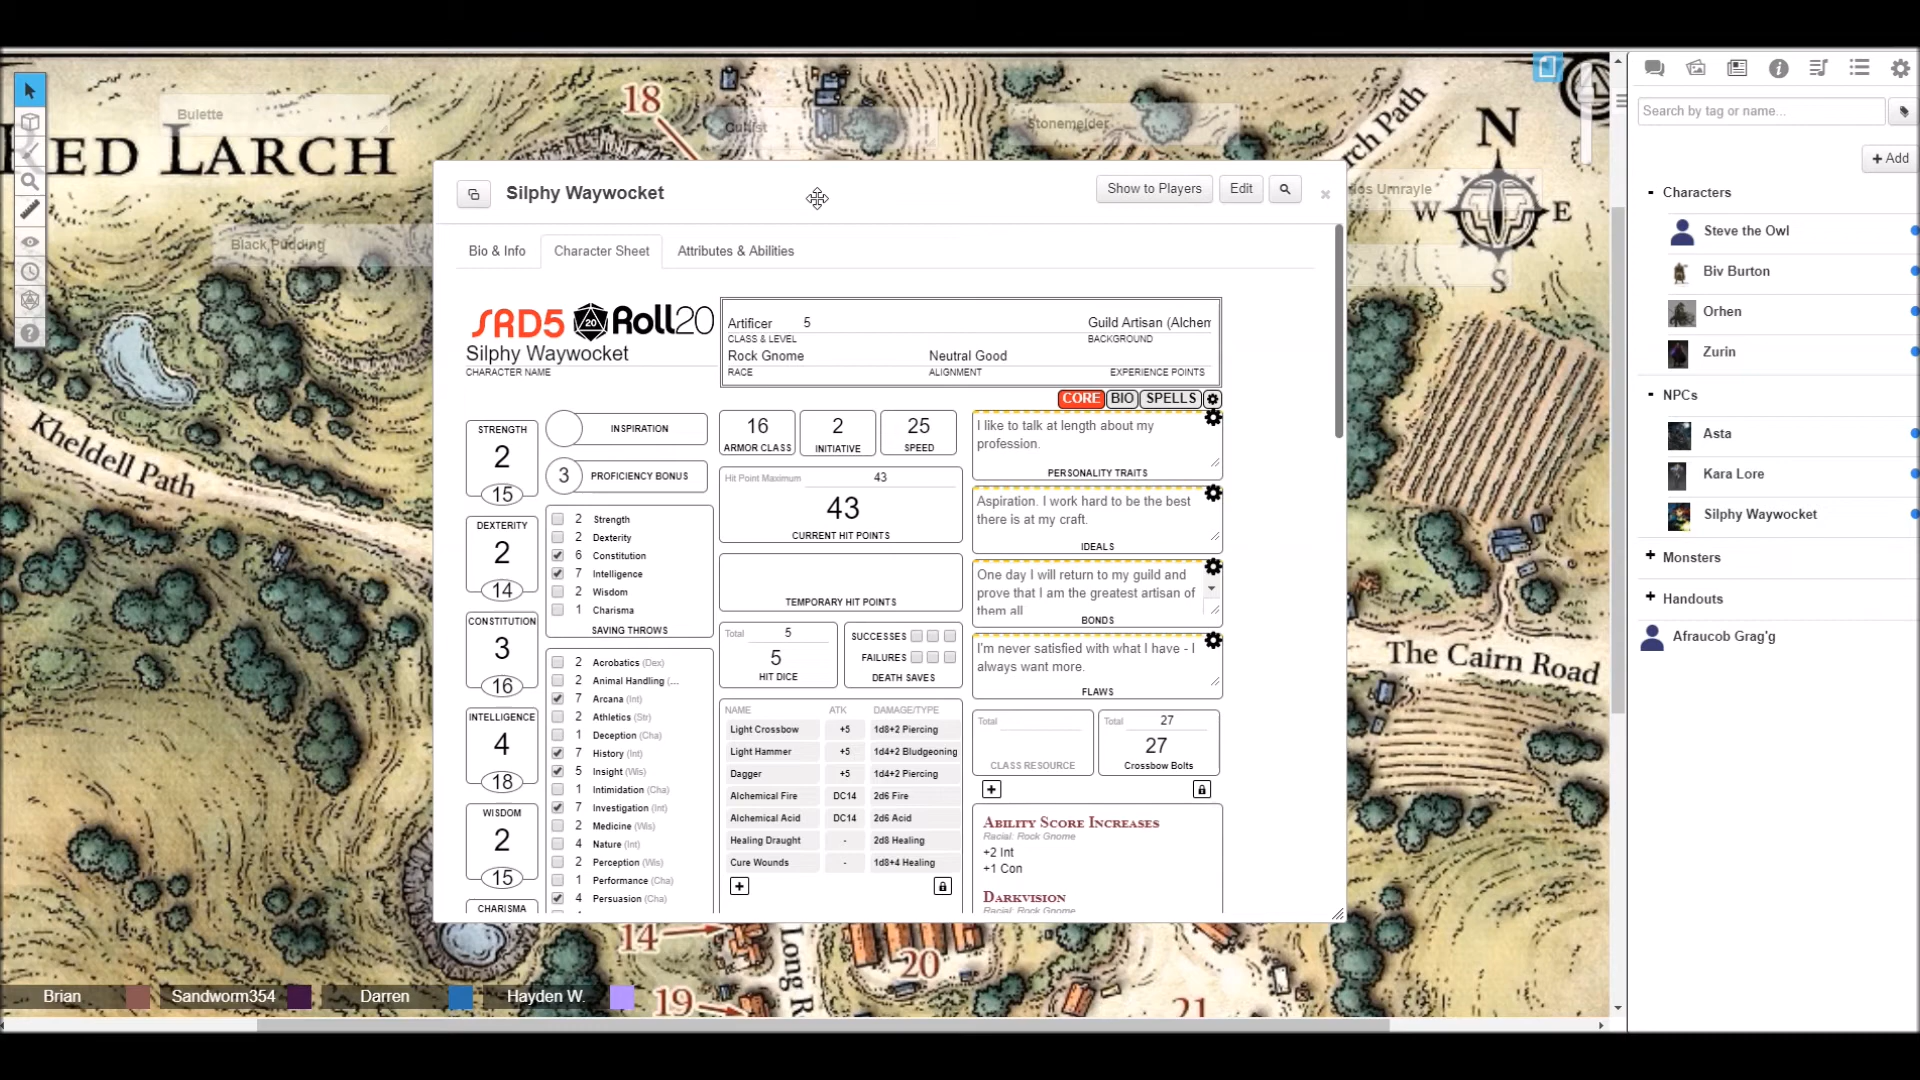 18
Bulette
Cultist
Stonemelder
RED LARCH
rch Path
N
W
E
S
os Umrayle
Black Pudding
Kheldell Path
The Cairn Road
14
20
Long R
19
21
Silphy Waywocket
Show to Players
Edit
×
Bio & Info
Character Sheet
Attributes & Abilities
SRD5 20 Roll20
Silphy Waywocket
CHARACTER NAME
Artificer 5
Guild Artisan (Alchem
CLASS & LEVEL
BACKGROUND
Rock Gnome
Neutral Good
RACE
ALIGNMENT
EXPERIENCE POINTS
CORE
BIO
SPELLS
STRENGTH
2
15
DEXTERITY
2
14
CONSTITUTION
3
16
INTELLIGENCE
4
18
WISDOM
2
15
CHARISMA
INSPIRATION
3 PROFICIENCY BONUS
2 Strength
2 Dexterity
6 Constitution
7 Intelligence
2 Wisdom
1 Charisma
SAVING THROWS
2 Acrobatics (Dex)
2 Animal Handling (...
7 Arcana (Int)
2 Athletics (Str)
1 Deception (Cha)
7 History (Int)
5 Insight (Wis)
1 Intimidation (Cha)
7 Investigation (Int)
2 Medicine (Wis)
4 Nature (Int)
2 Perception (Wis)
1 Performance (Cha)
4 Persuasion (Cha)
16
ARMOR CLASS
2
INITIATIVE
25
SPEED
Hit Point Maximum 43
43
CURRENT HIT POINTS
TEMPORARY HIT POINTS
Total 5
5
HIT DICE
SUCCESSES
FAILURES
DEATH SAVES
NAME ATK DAMAGE/TYPE
Light Crossbow +5 1d8+2 Piercing
Light Hammer +5 1d4+2 Bludgeoning
Dagger +5 1d4+2 Piercing
Alchemical Fire DC14 2d6 Fire
Alchemical Acid DC14 2d6 Acid
Healing Draught - 2d8 Healing
Cure Wounds - 1d8+4 Healing
+
I like to talk at length about my
profession.
PERSONALITY TRAITS
Aspiration. I work hard to be the best
there is at my craft.
IDEALS
One day I will return to my guild and
prove that I am the greatest artisan of
them all
BONDS
I'm never satisfied with what I have - I
always want more.
FLAWS
Total
CLASS RESOURCE
Total 27
27
Crossbow Bolts
+
ABILITY SCORE INCREASES
Racial: Rock Gnome
+2 Int
+1 Con
DARKVISION
Racial: Rock Gnome
Brian
Sandworm354
Darren
Hayden W.
Search by tag or name...
+ Add
- Characters
Steve the Owl
Biv Burton
Orhen
Zurin
- NPCs
Asta
Kara Lore
Silphy Waywocket
+ Monsters
+ Handouts
Afraucob Grag'g